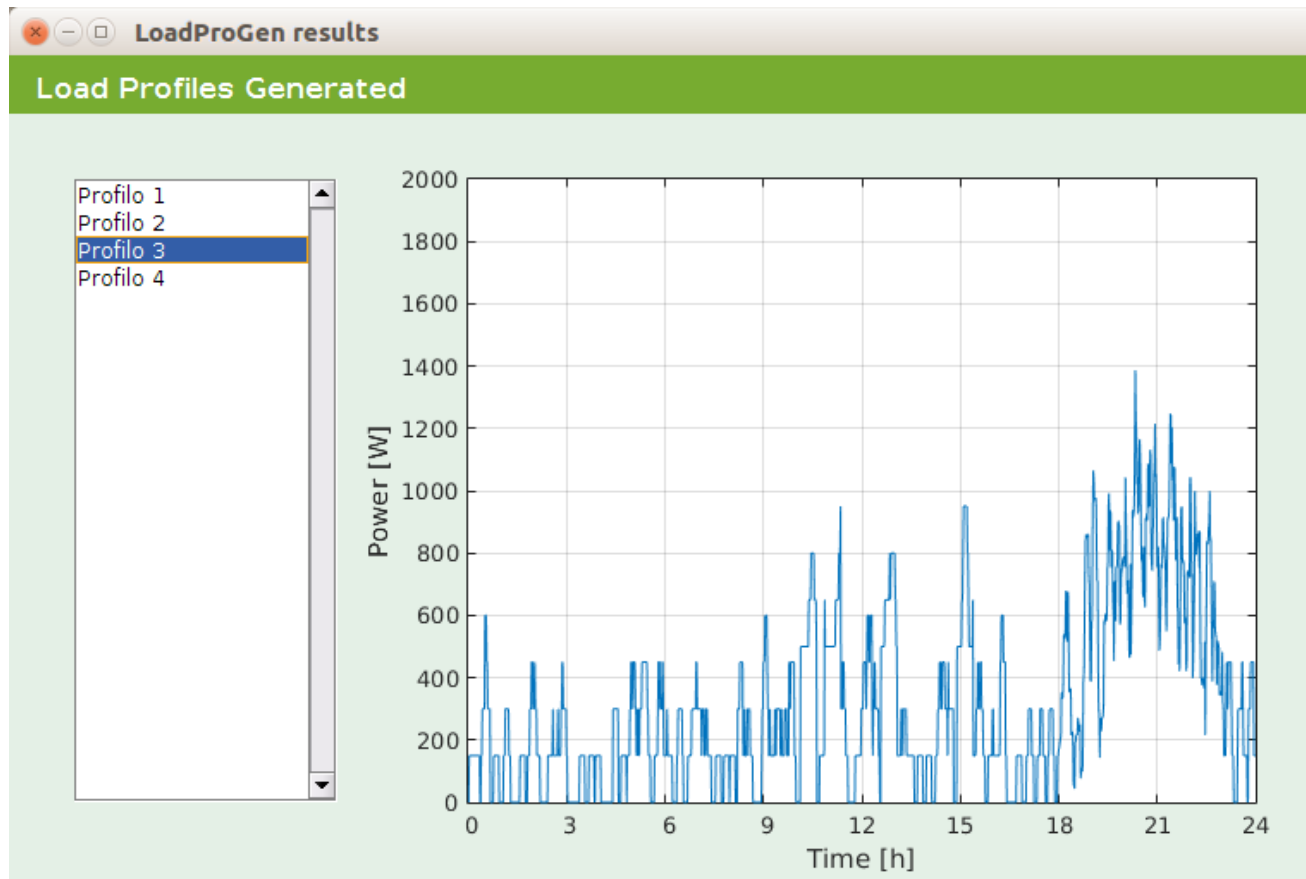 LoadProGen results
Load Profiles Generated
Profilo 1
Profilo 2
Profilo 3
Profilo 4
2000
1800
1600
1400
1200
1000
800
600
400
200
0
Power [W]
0 3 6 9 12 15 18 21 24
Time [h]